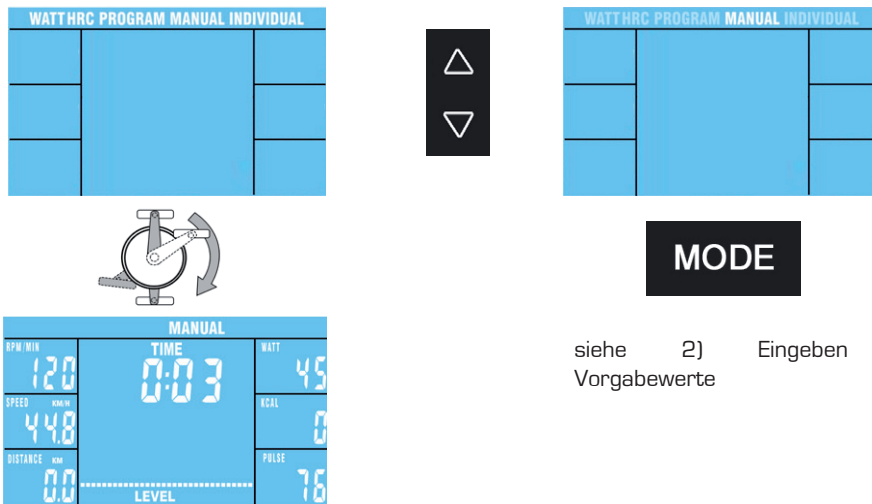 WATT HRC PROGRAM MANUAL INDIVIDUAL
WATT HRC PROGRAM MANUAL INDIVIDUAL
MODE
MANUAL
RPM/MIN
120
TIME
0:03
WATT
45
SPEED KM/H
44.8
KCAL
0
DISTANCE KM
0.0
PULSE
76
LEVEL
siehe 2) Eingeben
Vorgabewerte